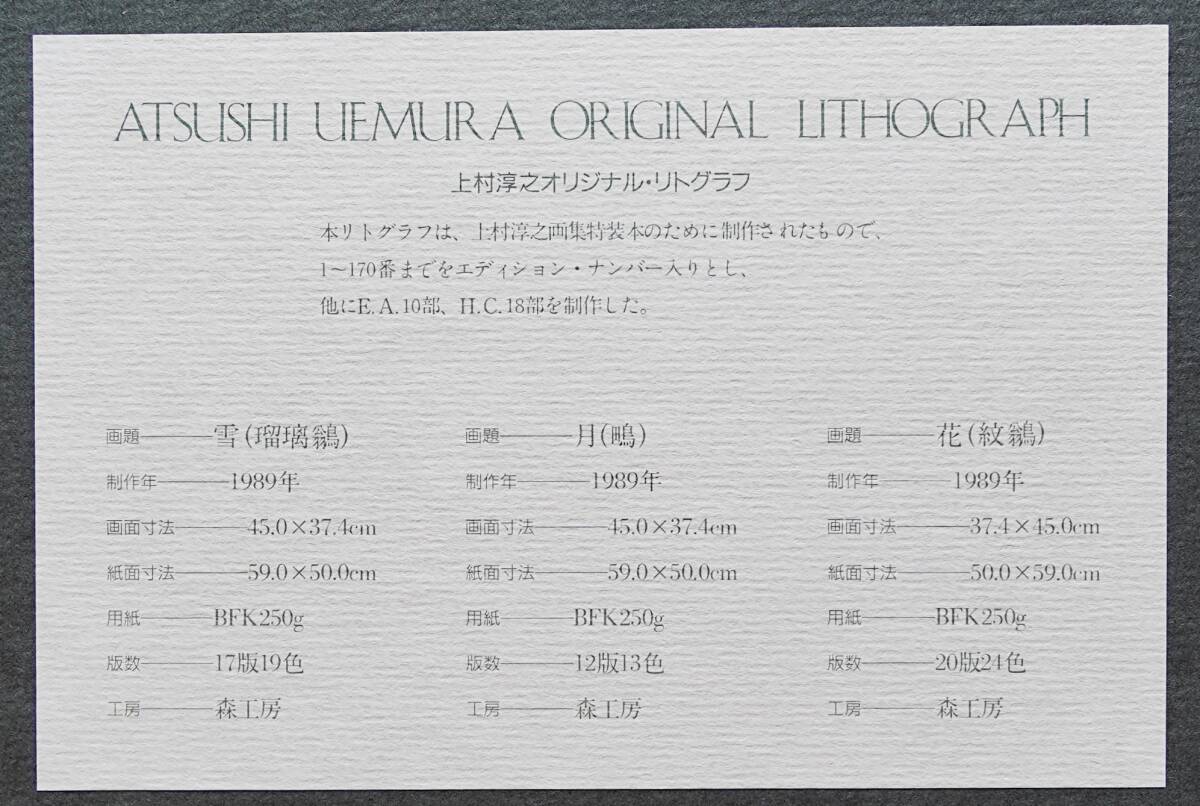 ATSUSHI UEMURA ORIGINAL LITHOGRAPH
上村淳之オリジナル・リトグラフ
本リトグラフは、上村淳之画集特装本のために制作されたもので、
1〜170番までをエディション・ナンバー入りとし、
他にE.A.10部、H.C.18部を制作した。
画題――雪(瑠璃鶲)
制作年――1989年
画面寸法――45.0×37.4cm
紙面寸法――59.0×50.0cm
用紙――BFK250g
版数――17版19色
工房――森工房
画題――月(鴫)
制作年――1989年
画面寸法――45.0×37.4cm
紙面寸法――59.0×50.0cm
用紙――BFK250g
版数――12版13色
工房――森工房
画題――花(紋鶲)
制作年――1989年
画面寸法――37.4×45.0cm
紙面寸法――50.0×59.0cm
用紙――BFK250g
版数――20版24色
工房――森工房